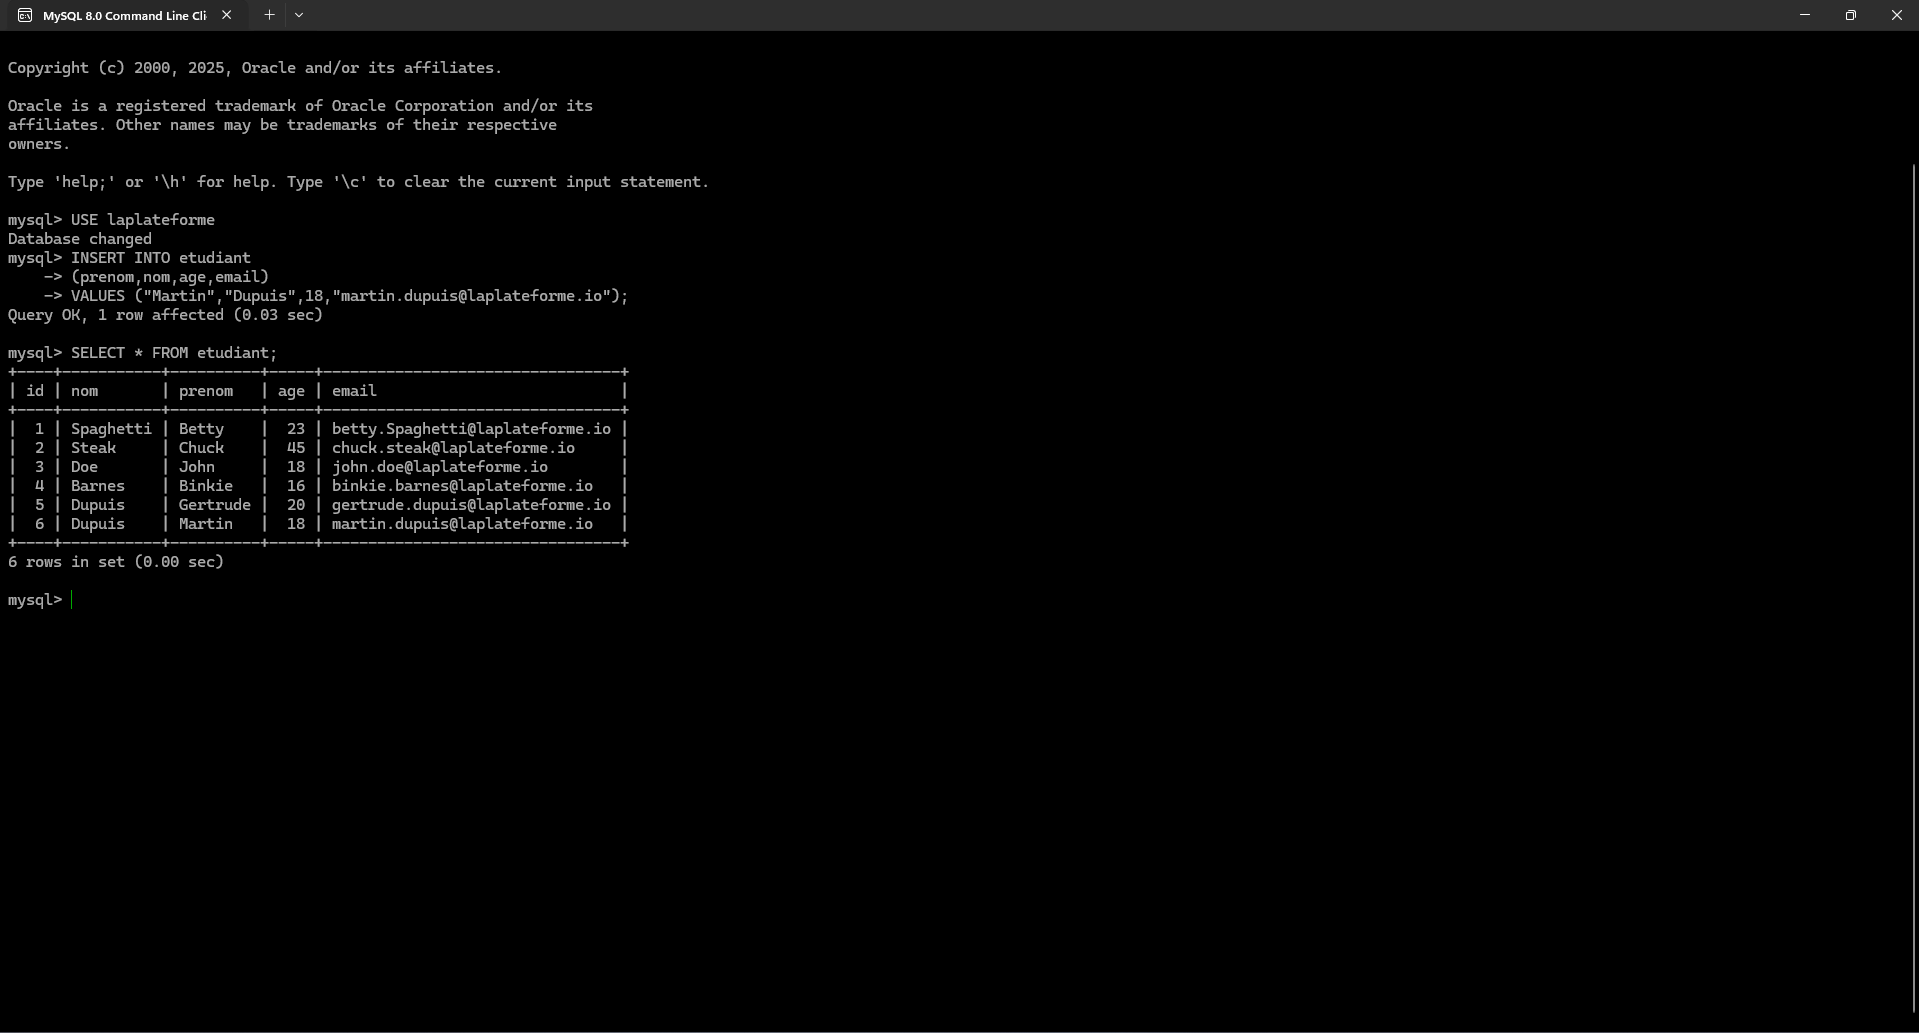 MySQL 8.0 Command Line Cli
Copyright (c) 2000, 2025, Oracle and/or its affiliates.
Oracle is a registered trademark of Oracle Corporation and/or its
affiliates. Other names may be trademarks of their respective
owners.
Type 'help;' or '\h' for help. Type '\c' to clear the current input statement.
mysql> USE laplateforme
Database changed
mysql> INSERT INTO etudiant
    -> (prenom,nom,age,email)
    -> VALUES ("Martin","Dupuis",18,"martin.dupuis@laplateforme.io");
Query OK, 1 row affected (0.03 sec)
mysql> SELECT * FROM etudiant;
+----+-----------+----------+-----+---------------------------------+
| id | nom       | prenom   | age | email                           |
+----+-----------+----------+-----+---------------------------------+
|  1 | Spaghetti | Betty    |  23 | betty.Spaghetti@laplateforme.io |
|  2 | Steak     | Chuck    |  45 | chuck.steak@laplateforme.io     |
|  3 | Doe       | John     |  18 | john.doe@laplateforme.io        |
|  4 | Barnes    | Binkie   |  16 | binkie.barnes@laplateforme.io   |
|  5 | Dupuis    | Gertrude |  20 | gertrude.dupuis@laplateforme.io |
|  6 | Dupuis    | Martin   |  18 | martin.dupuis@laplateforme.io   |
+----+-----------+----------+-----+---------------------------------+
6 rows in set (0.00 sec)
mysql>